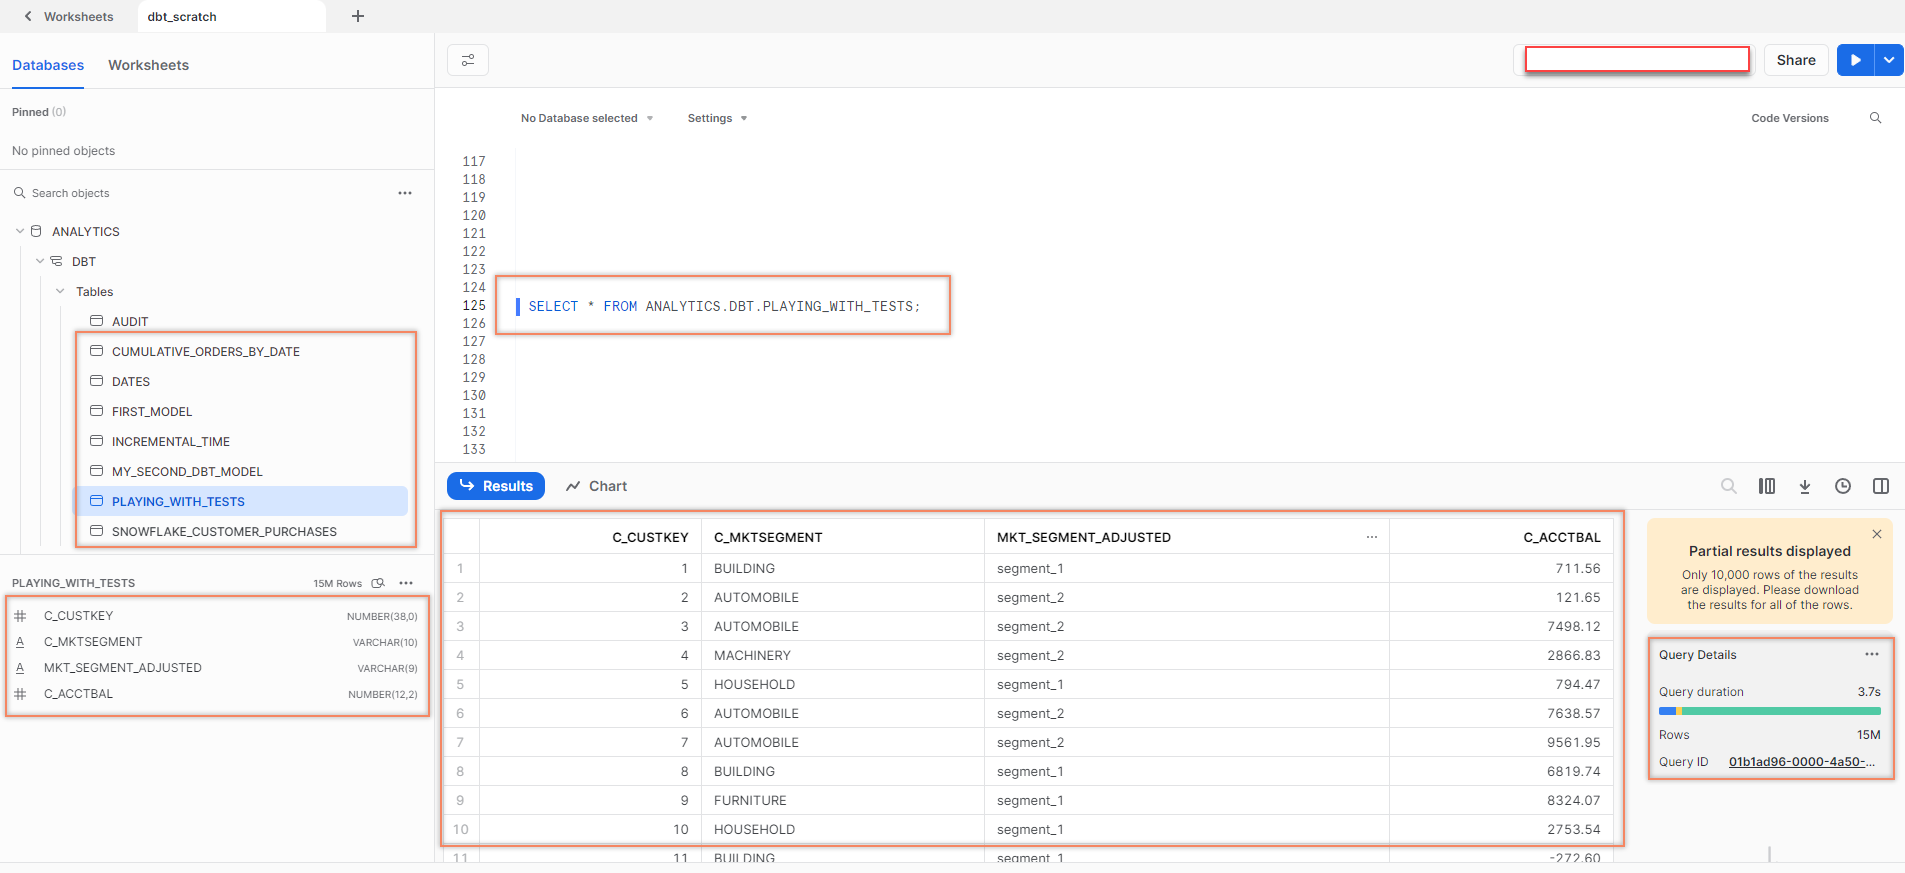 Worksheets
dbt_scratch
Databases Worksheets
Pinned (0)
No pinned objects
Search objects
ANALYTICS
DBT
Tables
AUDIT
CUMULATIVE_ORDERS_BY_DATE
DATES
FIRST_MODEL
INCREMENTAL_TIME
MY_SECOND_DBT_MODEL
PLAYING_WITH_TESTS
SNOWFLAKE_CUSTOMER_PURCHASES
PLAYING_WITH_TESTS 15M Rows
C_CUSTKEY NUMBER(38,0)
C_MKTSEGMENT VARCHAR(10)
MKT_SEGMENT_ADJUSTED VARCHAR(9)
C_ACCTBAL NUMBER(12,2)
Share
No Database selected Settings Code Versions
117
118
119
120
121
122
123
124
125 SELECT * FROM ANALYTICS.DBT.PLAYING_WITH_TESTS;
126
127
128
129
130
131
132
133
Results Chart
C_CUSTKEY C_MKTSEGMENT MKT_SEGMENT_ADJUSTED ... C_ACCTBAL
1 1 BUILDING segment_1 711.56
2 2 AUTOMOBILE segment_2 121.65
3 3 AUTOMOBILE segment_2 7498.12
4 4 MACHINERY segment_2 2866.83
5 5 HOUSEHOLD segment_1 794.47
6 6 AUTOMOBILE segment_2 7638.57
7 7 AUTOMOBILE segment_2 9561.95
8 8 BUILDING segment_1 6819.74
9 9 FURNITURE segment_1 8324.07
10 10 HOUSEHOLD segment_1 2753.54
11 11 BUILDING segment_1 -272.60
Partial results displayed
Only 10,000 rows of the results
are displayed. Please download
the results for all of the rows.
Query Details
Query duration 3.7s
Rows 15M
Query ID 01b1ad96-0000-4a50-...